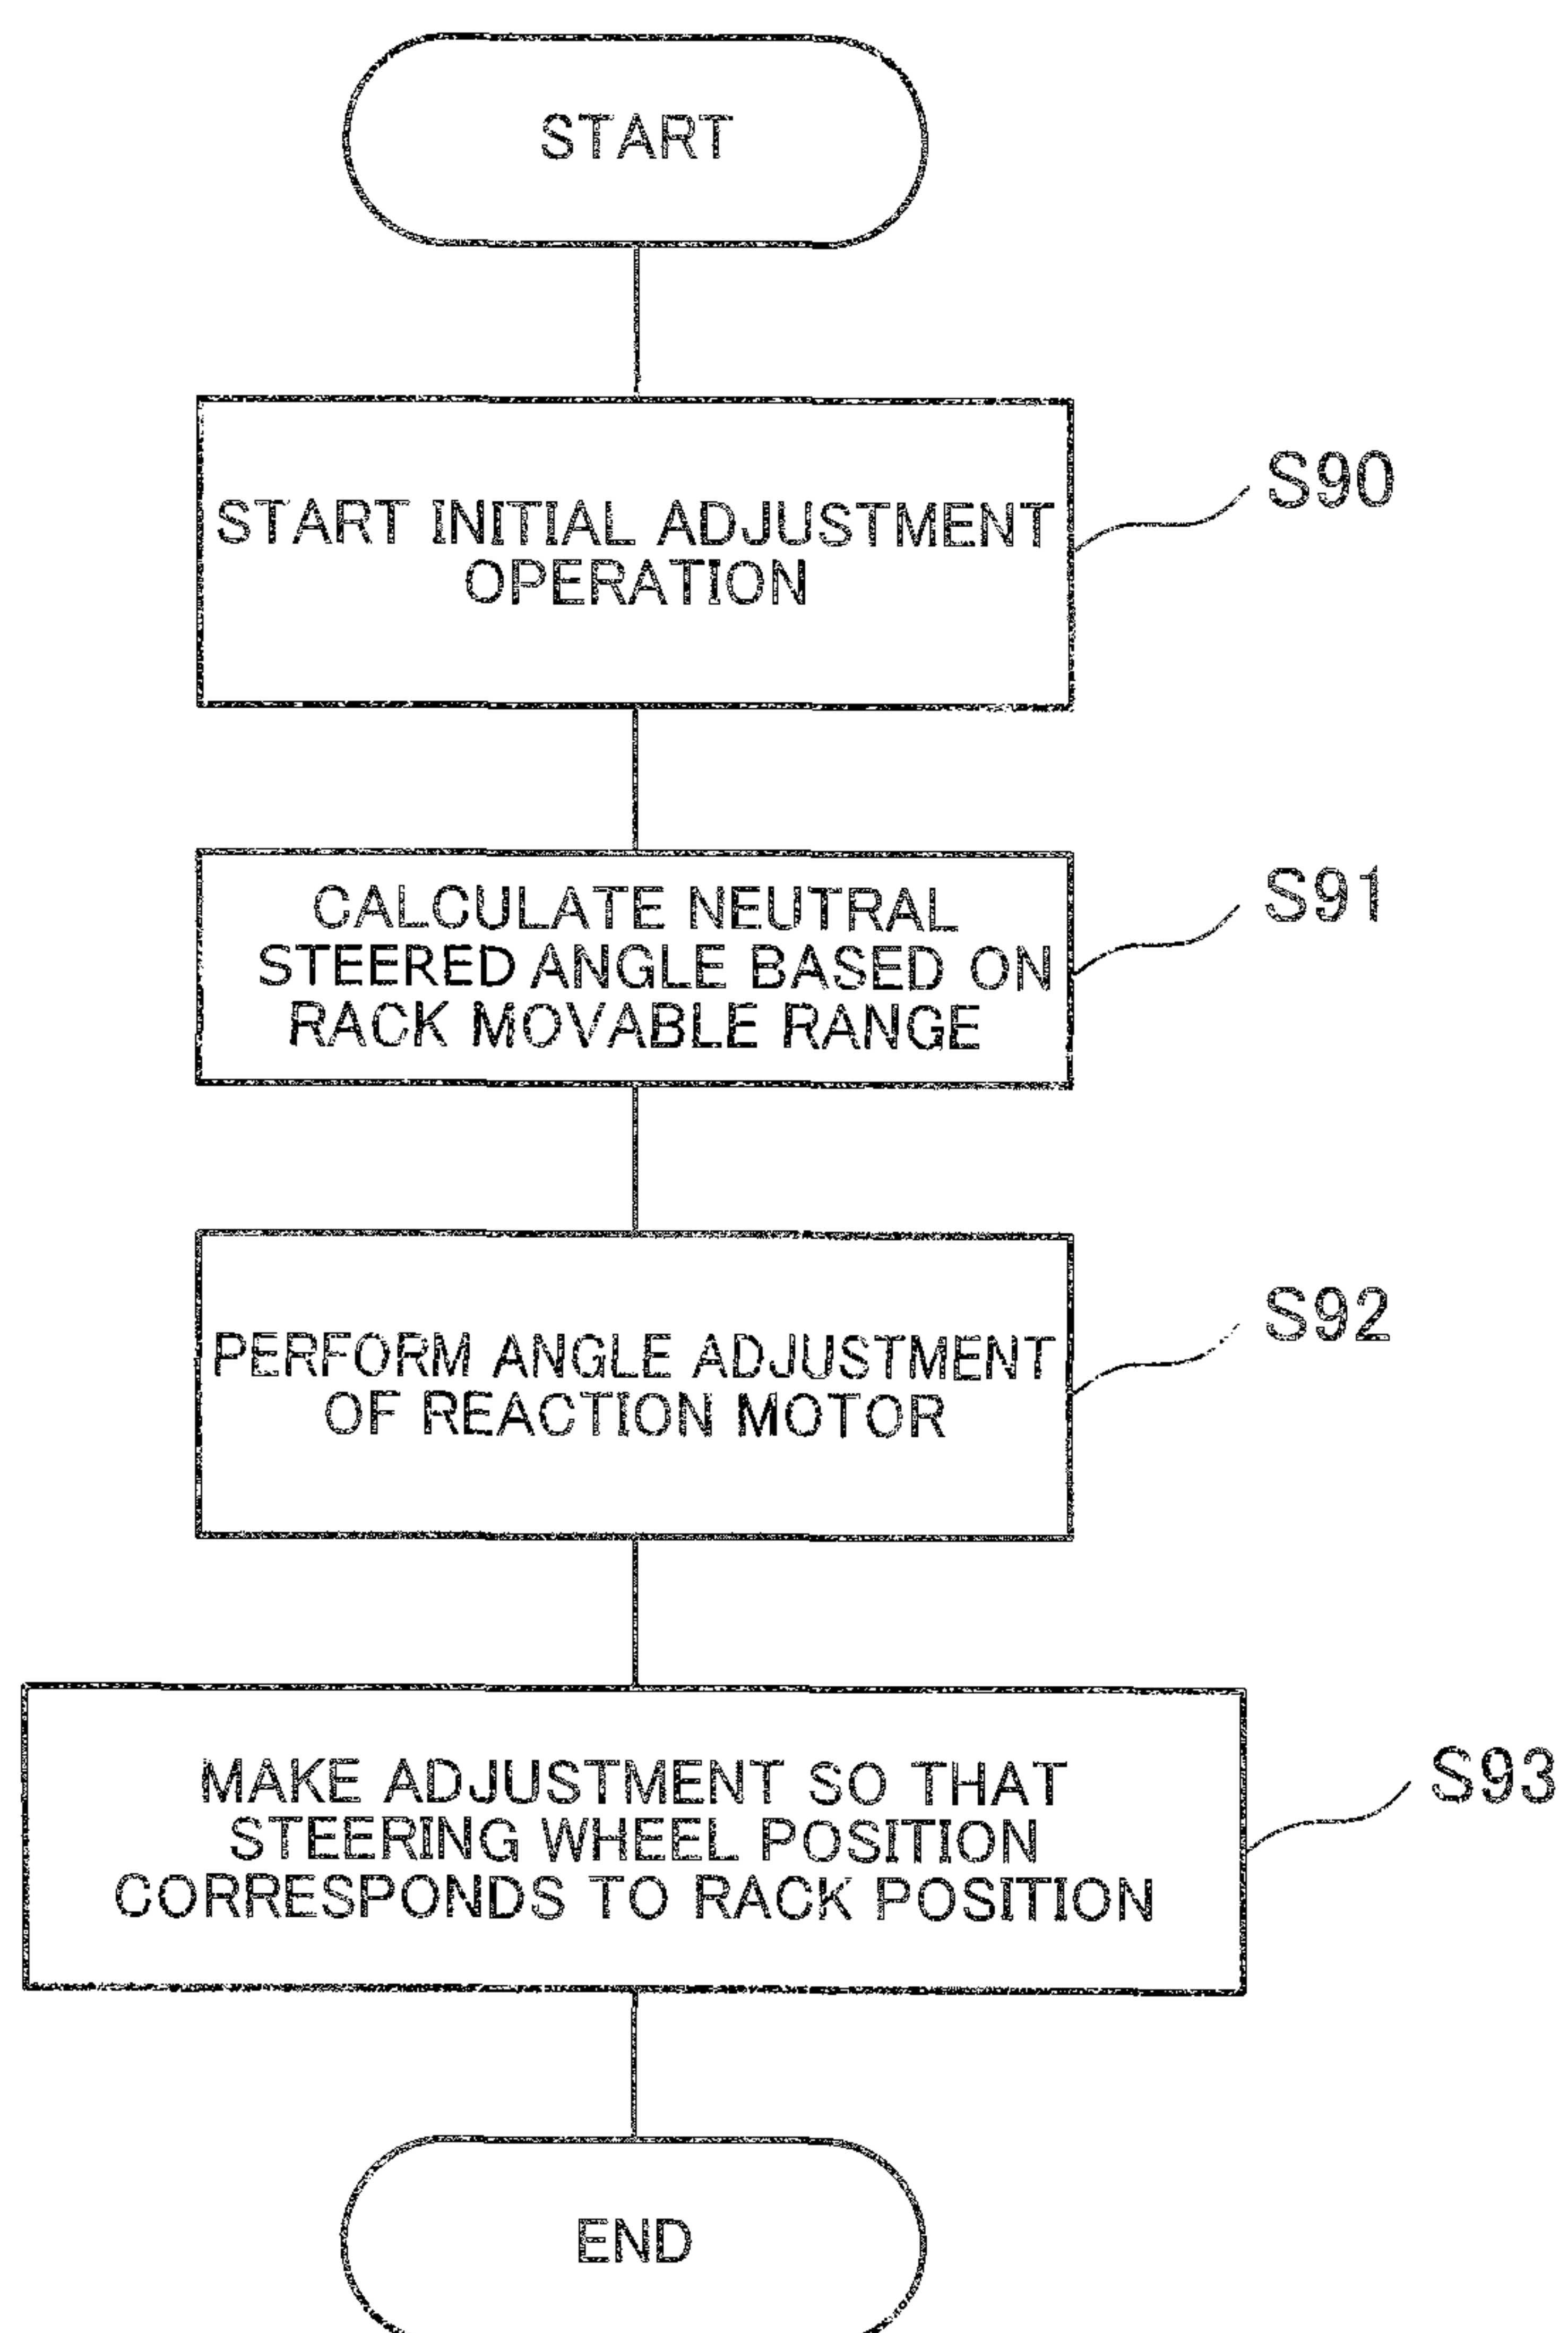 START
START INITIAL ADJUSTMENT
OPERATION
S90
CALCULATE NEUTRAL
STEERED ANGLE BASED ON
RACK MOVABLE RANGE
S91
PERFORM ANGLE ADJUSTMENT
OF REACTION MOTOR
S92
MAKE ADJUSTMENT SO THAT
STEERING WHEEL POSITION
CORRESPONDS TO RACK POSITION
S93
END